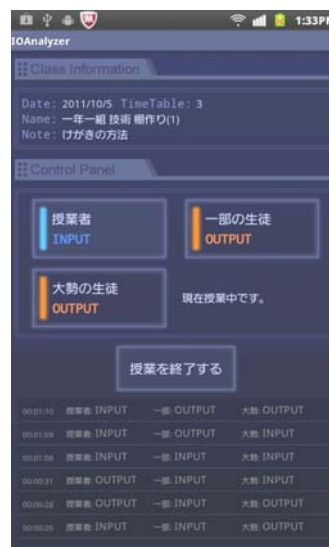 1:33PM
IOAnalyzer
Class Information
Date: 2011/10/5 TimeTable: 3
Name: 一年一組 技術 棚作り(1)
Note: けがきの方法
Control Panel
授業者
INPUT
一部の生徒
OUTPUT
大勢の生徒
OUTPUT
現在授業中です。
授業を終了する
00:01:10 授業者: INPUT 一部: OUTPUT 大勢: OUTPUT
00:01:09 授業者: INPUT 一部: OUTPUT 大勢: INPUT
00:01:08 授業者: INPUT 一部: INPUT 大勢: INPUT
00:00:31 授業者: OUTPUT 一部: INPUT 大勢: INPUT
00:00:28 授業者: OUTPUT 一部: INPUT 大勢: OUTPUT
00:00:26 授業者: INPUT 一部: INPUT 大勢: OUTPUT